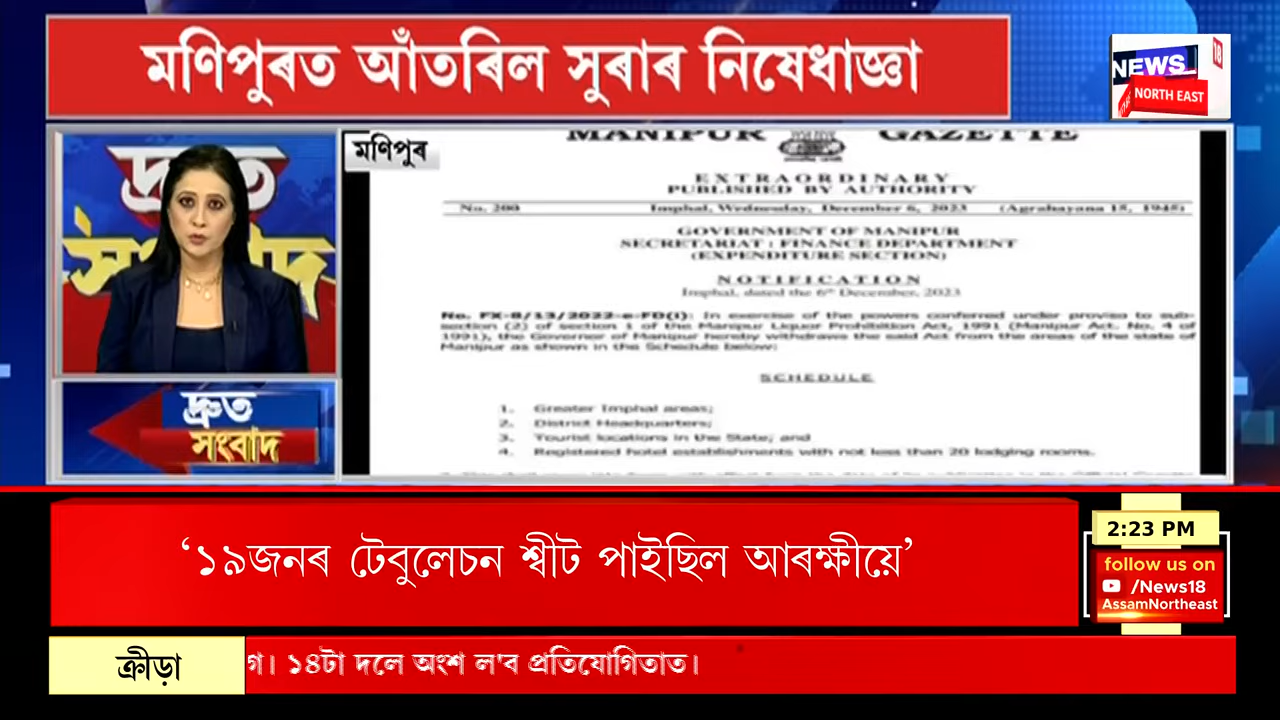 মণিপুৰত আঁতৰিল সুৰাৰ নিষেধাজ্ঞা
NEWS 18
NORTH EAST
মণিপুৰ
MANIPUR GAZETTE
EXTRAORDINARY
PUBLISHED BY AUTHORITY
No. 200 Imphal, Wednesday, December 6, 2023 (Agrahayana 15, 1945)
GOVERNMENT OF MANIPUR
SECRETARIAT : FINANCE DEPARTMENT
(EXPENDITURE SECTION)
NOTIFICATION
Imphal, dated the 6th December, 2023
No. FX-8/13/2022-e-FD(i): In exercise of the powers conferred under proviso to sub-
section (2) of section 1 of the Manipur Liquor Prohibition Act, 1991 (Manipur Act. No. 4 of
1991), the Governor of Manipur hereby withdraws the said Act from the areas of the state of
Manipur as shown in the Schedule below:
SCHEDULE
1. Greater Imphal areas;
2. District Headquarters;
3. Tourist locations in the State; and
4. Registered hotel establishments with not less than 20 lodging rooms.
দ্ৰুত
সংবাদ
দ্ৰুত
সংবাদ
‘১৯জনৰ টেবুলেচন শ্বীট পাইছিল আৰক্ষীয়ে’
2:23 PM
follow us on
/News18
AssamNortheast
ক্ৰীড়া
গ। ১৪টা দলে অংশ ল'ব প্ৰতিযোগিতাত।